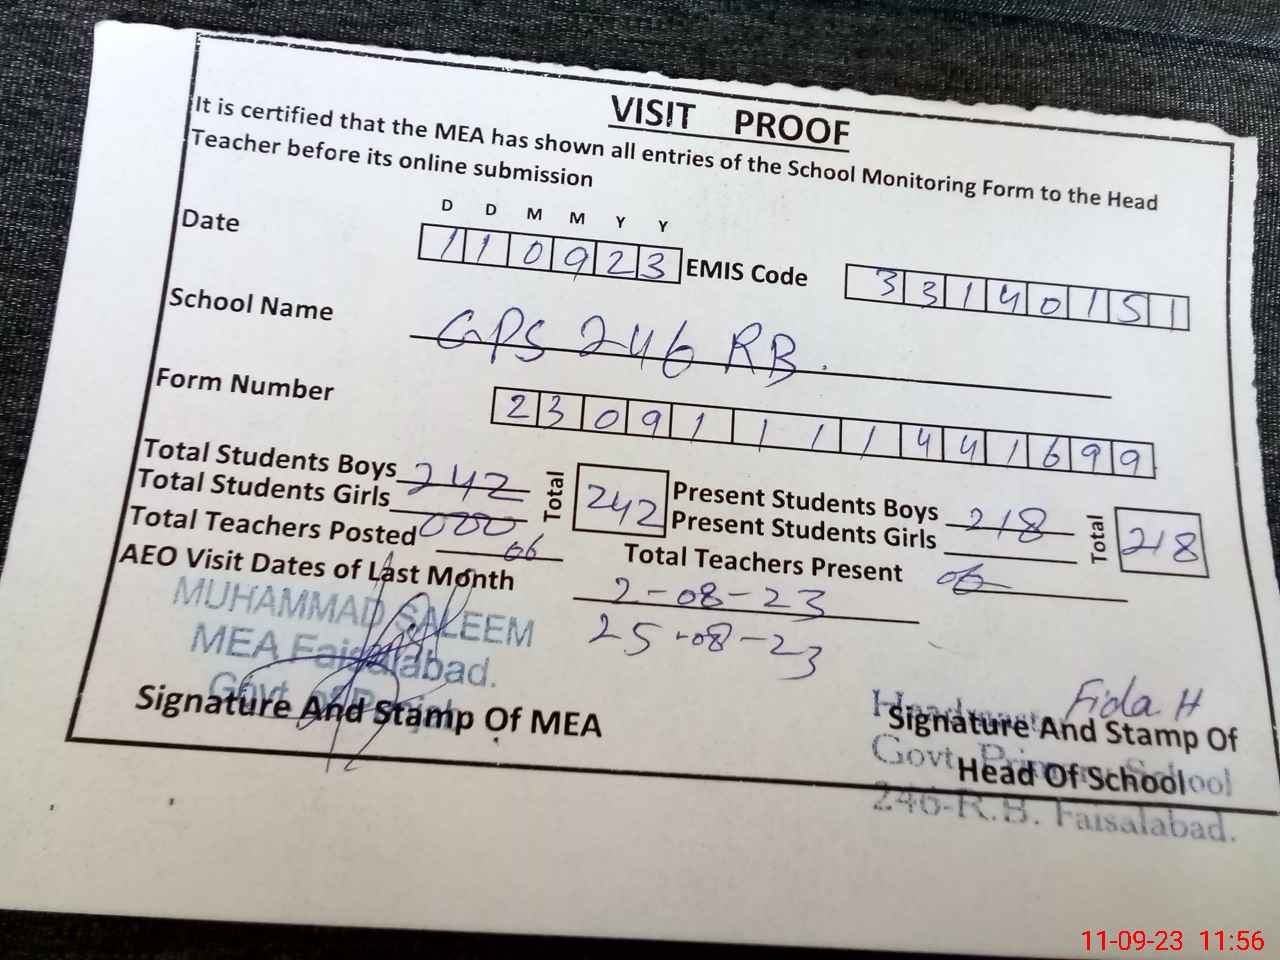 VISIT PROOF
It is certified that the MEA has shown all entries of the School Monitoring Form to the Head
Teacher before its online submission
D D M M Y Y
Date 110923 EMIS Code 33140151
School Name GPS 246 RB.
Form Number 23091111441699
Total Students Boys 242 Total 242 Present Students Boys 218 Total 218
Total Students Girls 000 Present Students Girls
Total Teachers Posted 06 Total Teachers Present 06
AEO Visit Dates of Last Month 2-08-23
25-08-23
MUHAMMAD SALEEM
MEA Faisalabad.
Govt. of Punjab
Signature And Stamp Of MEA
Fida H
Signature And Stamp Of
Head Of School
Govt. Primary School
246-R.B. Faisalabad.
11-09-23 11:56